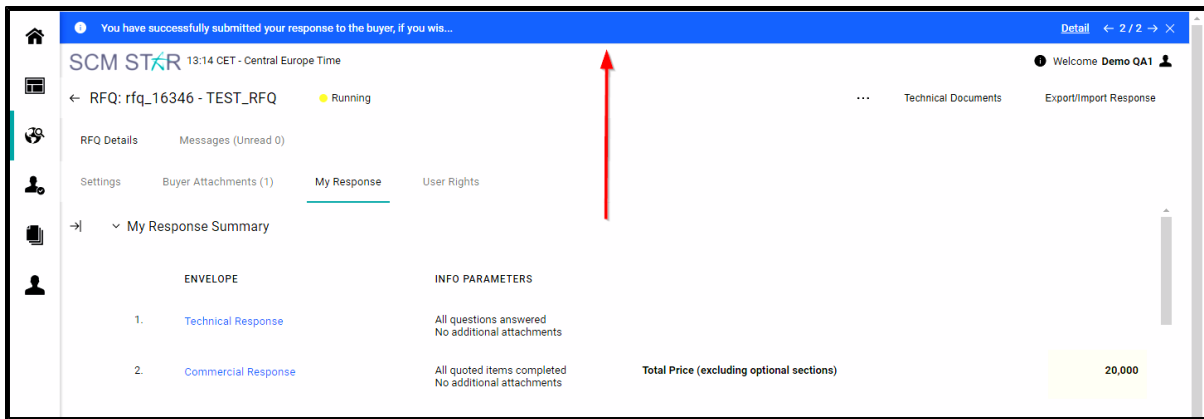 You have successfully submitted your response to the buyer, if you wis...
Detail ← 2 / 2 → ×
SCM STAR 13:14 CET - Central Europe Time
Welcome Demo QA1
← RFQ: rfq_16346 - TEST_RFQ Running ... Technical Documents Export/Import Response
RFQ Details Messages (Unread 0)
Settings Buyer Attachments (1) My Response User Rights
My Response Summary
ENVELOPE INFO PARAMETERS
1. Technical Response All questions answered
No additional attachments
2. Commercial Response All quoted items completed Total Price (excluding optional sections) 20,000
No additional attachments